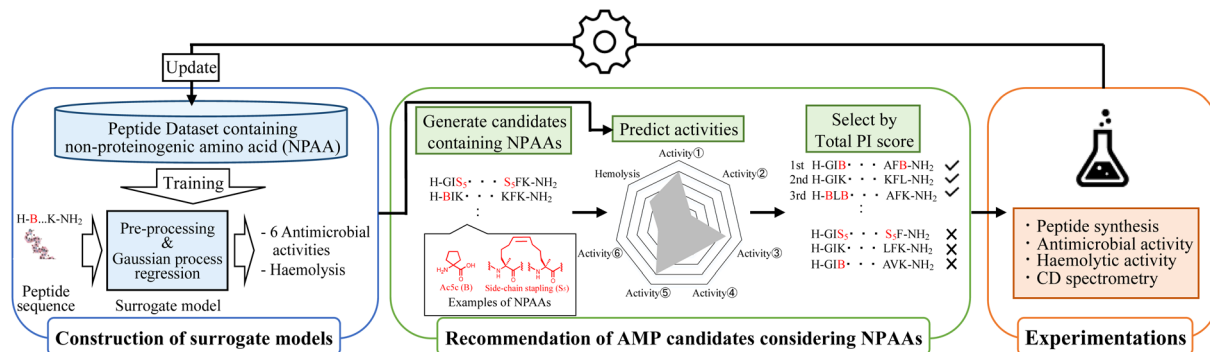 Update
Peptide Dataset containing
non-proteinogenic amino acid (NPAA)
Training
H-B...K-NH2
Peptide
sequence
Pre-processing
&
Gaussian process
regression
Surrogate model
- 6 Antimicrobial
activities
- Haemolysis
Construction of surrogate models
Generate candidates
containing NPAAs
H-GIS5・・・ S5FK-NH2
H-BIK・・・ KFK-NH2
:
H2N
OH
O
Ac5c (B)
N
H
O
N
H
O
Side-chain stapling (S5)
Examples of NPAAs
Predict activities
Activity①
Activity②
Activity③
Activity④
Activity⑤
Activity⑥
Hemolysis
Select by
Total PI score
1st H-GIB・・・ AFB-NH2 ✓
2nd H-GIK・・・ KFL-NH2 ✓
3rd H-BLB・・・ AFK-NH2 ✓
:
H-GIS5・・・ S5F-NH2 ×
H-GIK・・・ LFK-NH2 ×
H-GIB・・・ AVK-NH2 ×
Recommendation of AMP candidates considering NPAAs
・Peptide synthesis
・Antimicrobial activity
・Haemolytic activity
・CD spectrometry
Experimentations